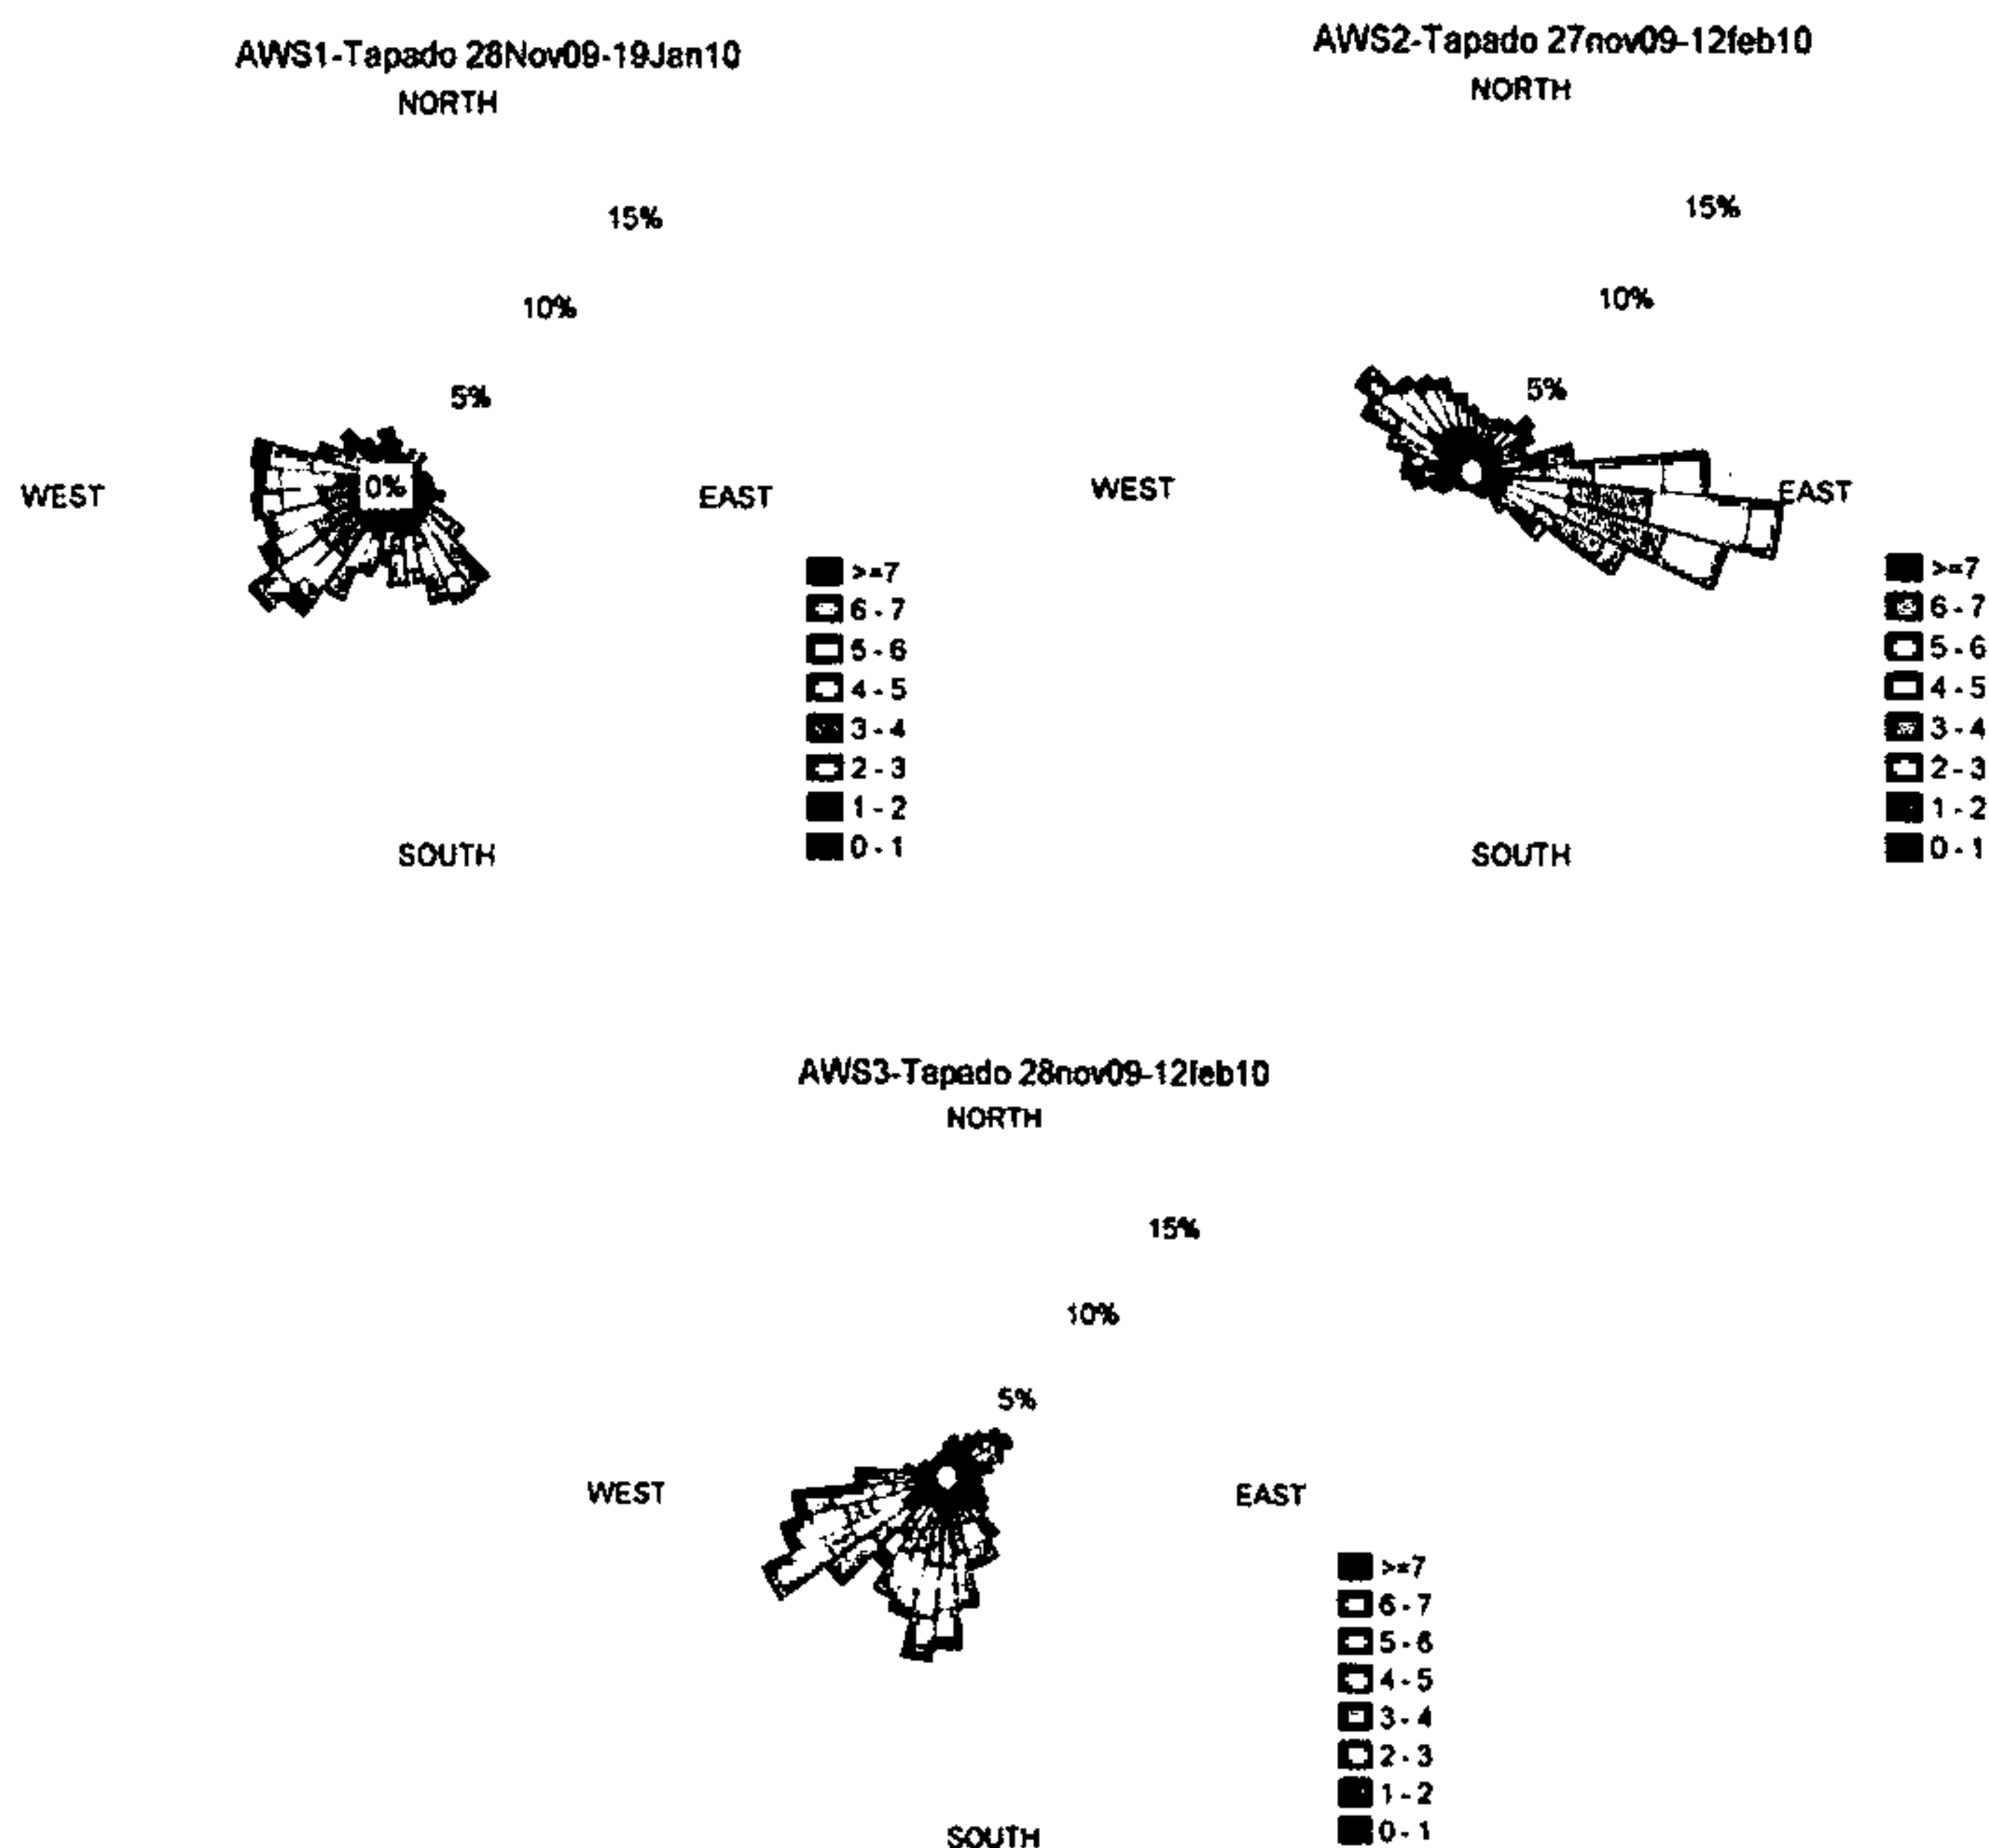 AWS1-Tapado 28Nov09-19Jan10
NORTH
15%
10%
5%
0%
WEST
EAST
>=7
6 - 7
5 - 6
4 - 5
3 - 4
2 - 3
1 - 2
0 - 1
SOUTH
AWS2-Tapado 27nov09-12feb10
NORTH
15%
10%
5%
WEST
EAST
>=7
6 - 7
5 - 6
4 - 5
3 - 4
2 - 3
1 - 2
0 - 1
SOUTH
AWS3-Tapado 28nov09-12feb10
NORTH
15%
10%
5%
WEST
EAST
>=7
6 - 7
5 - 6
4 - 5
3 - 4
2 - 3
1 - 2
0 - 1
SOUTH